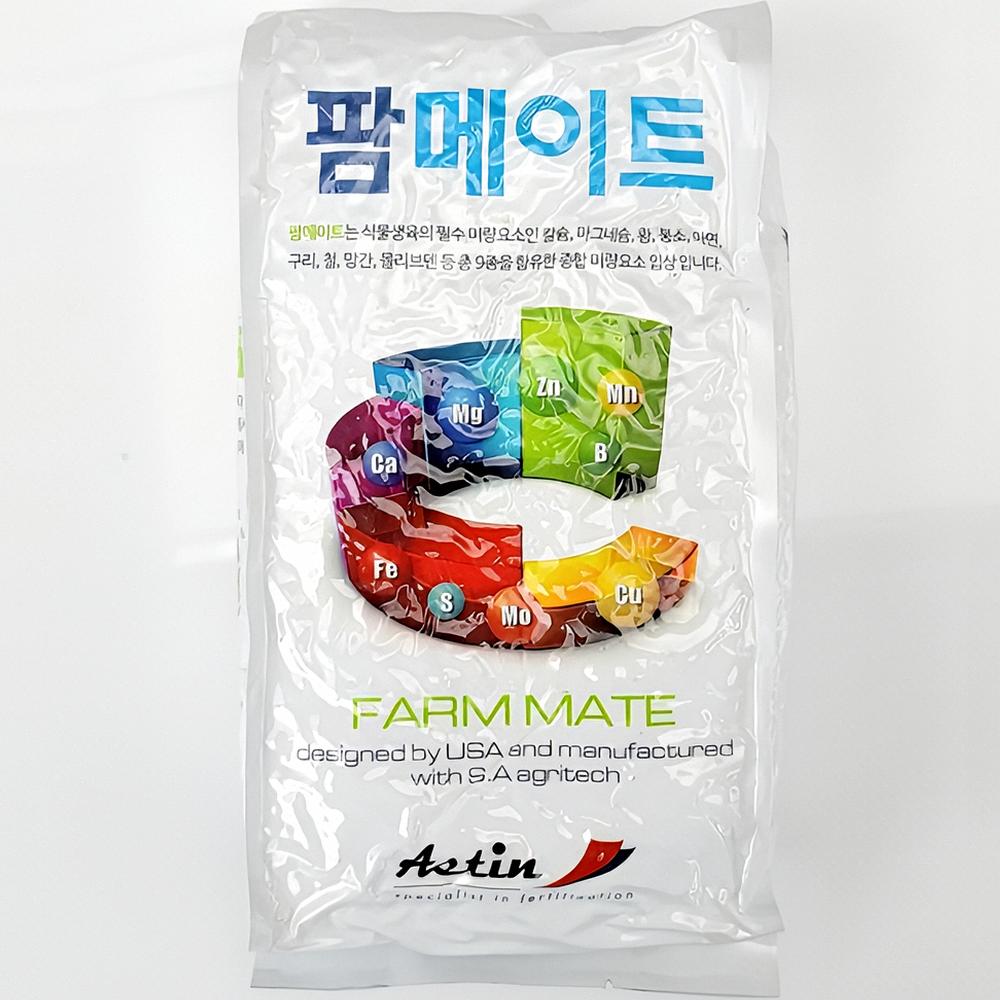 팜메이트
팜메이트는 식물생육의 필수 미량요소인 칼슘, 마그네슘, 황, 붕소, 아연,
구리, 철, 망간, 몰리브덴 등 총 9종을 함유한 종합 미량요소 입상 입니다.
Zn
Mn
Mg
B
Ca
Fe
S
Mo
Cu
FARM MATE
designed by USA and manufactured
with S.A agritech
Astin
specialist in fertilisation